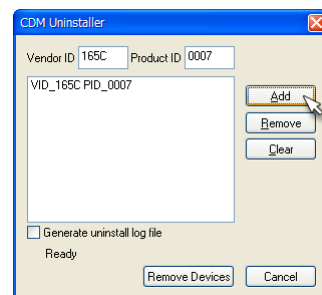 CDM Uninstaller
Vendor ID 165C Product ID 0007
VID_165C PID_0007
Add
Remove
Clear
Generate uninstall log file
Ready
Remove Devices Cancel